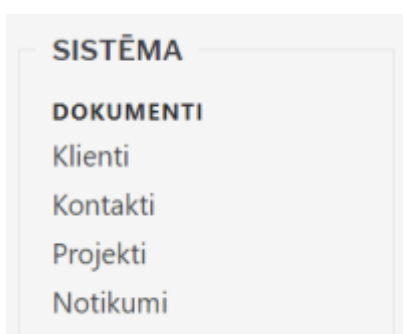 SISTĒMA
DOKUMENTI
Klienti
Kontakti
Projekti
Notikumi